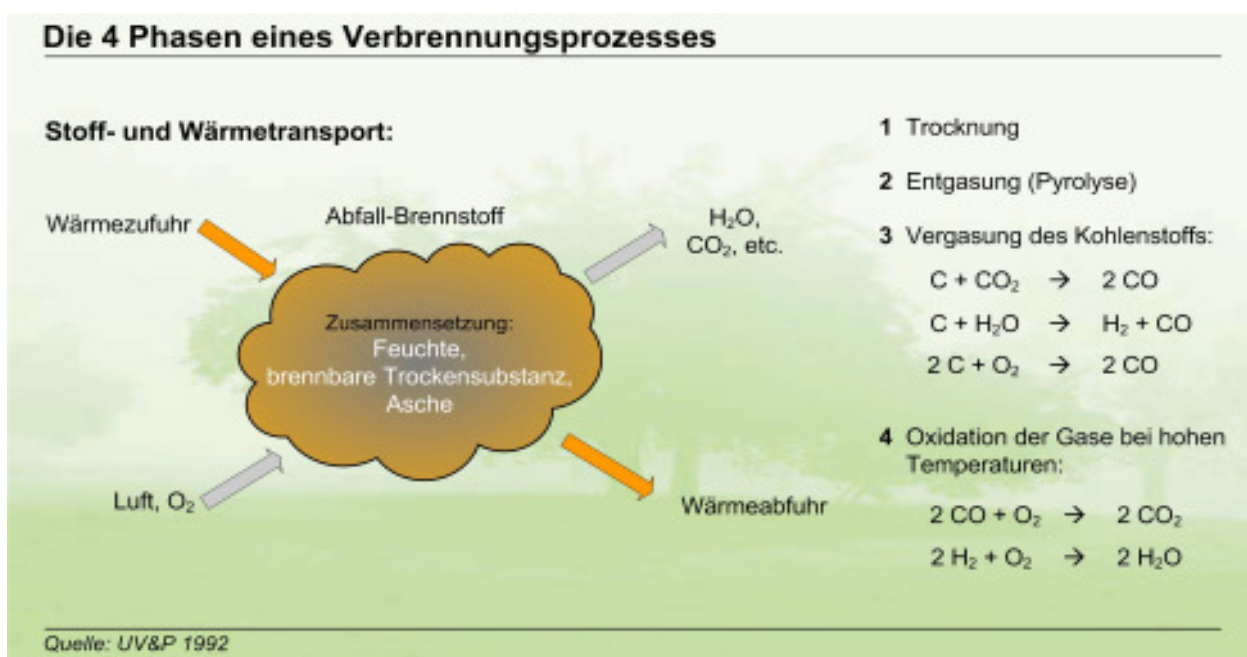 Die 4 Phasen eines Verbrennungsprozesses
Stoff- und Wärmetransport:
Wärmezufuhr
Abfall-Brennstoff
H₂O,
CO₂, etc.
Zusammensetzung:
Feuchte,
brennbare Trockensubstanz,
Asche
Luft, O₂
Wärmeabfuhr
1 Trocknung
2 Entgasung (Pyrolyse)
3 Vergasung des Kohlenstoffs:
C + CO₂ → 2 CO
C + H₂O → H₂ + CO
2 C + O₂ → 2 CO
4 Oxidation der Gase bei hohen
Temperaturen:
2 CO + O₂ → 2 CO₂
2 H₂ + O₂ → 2 H₂O
Quelle: UV&P 1992